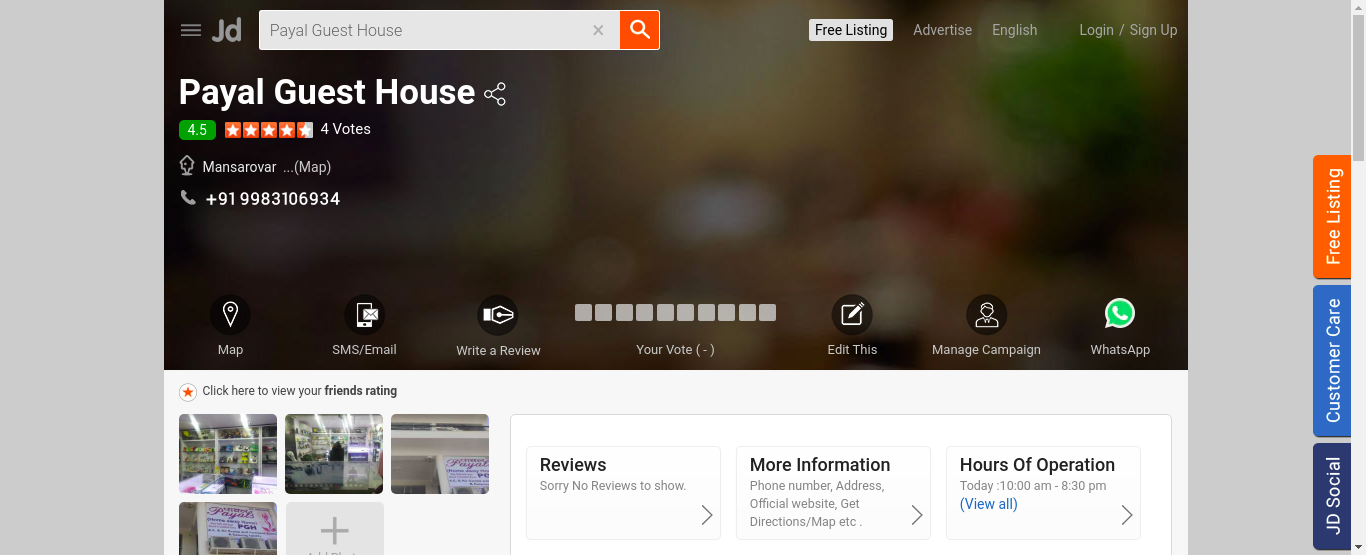 Jd
Payal Guest House
Free Listing
Advertise
English
Login / Sign Up
Payal Guest House
4.5
4 Votes
Mansarovar ...(Map)
+91 9983106934
Map
SMS/Email
Write a Review
Your Vote ( - )
Edit This
Manage Campaign
WhatsApp
Free Listing
Customer Care
JD Social
Click here to view your friends rating
Payal's
PGH
Reviews
Sorry No Reviews to show.
More Information
Phone number, Address,
Official website, Get
Directions/Map etc .
Hours Of Operation
Today :10:00 am - 8:30 pm
(View all)